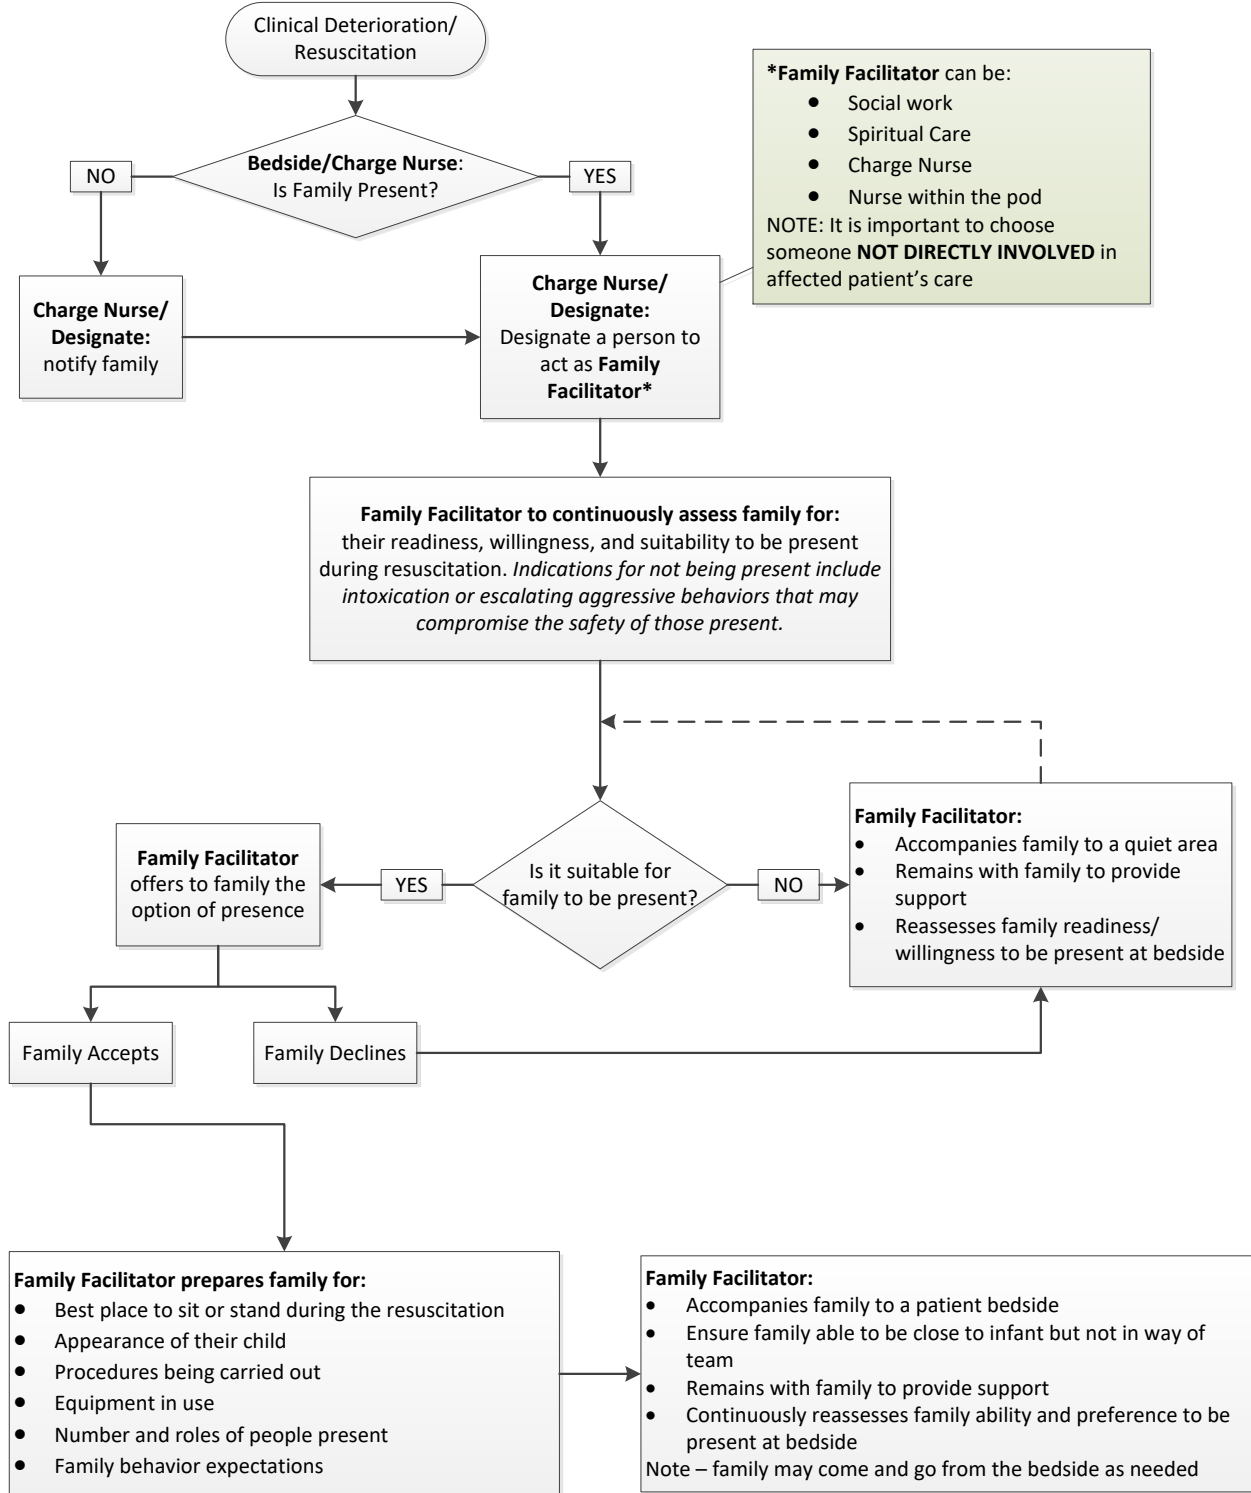 Clinical Deterioration/
Resuscitation
*Family Facilitator can be:
• Social work
• Spiritual Care
• Charge Nurse
• Nurse within the pod
NOTE: It is important to choose
someone NOT DIRECTLY INVOLVED in
affected patient's care
Bedside/Charge Nurse:
Is Family Present?
NO
YES
Charge Nurse/
Designate:
notify family
Charge Nurse/
Designate:
Designate a person to
act as Family
Facilitator*
Family Facilitator to continuously assess family for:
their readiness, willingness, and suitability to be present
during resuscitation. Indications for not being present include
intoxication or escalating aggressive behaviors that may
compromise the safety of those present.
Is it suitable for
family to be present?
YES
NO
Family Facilitator
offers to family the
option of presence
Family Facilitator:
• Accompanies family to a quiet area
• Remains with family to provide
support
• Reassesses family readiness/
willingness to be present at bedside
Family Accepts
Family Declines
Family Facilitator prepares family for:
• Best place to sit or stand during the resuscitation
• Appearance of their child
• Procedures being carried out
• Equipment in use
• Number and roles of people present
• Family behavior expectations
Family Facilitator:
• Accompanies family to a patient bedside
• Ensure family able to be close to infant but not in way of
team
• Remains with family to provide support
• Continuously reassesses family ability and preference to be
present at bedside
Note – family may come and go from the bedside as needed